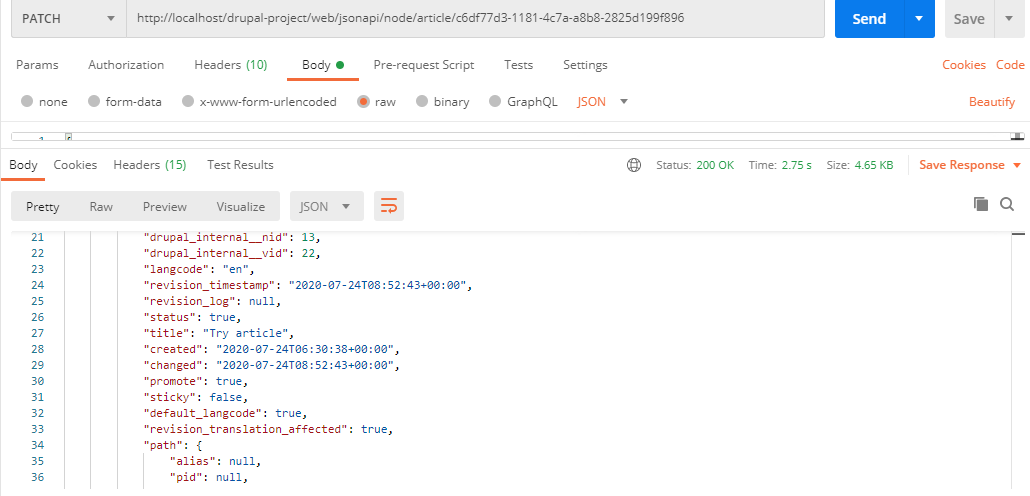 PATCH http://localhost/drupal-project/web/jsonapi/node/article/c6df77d3-1181-4c7a-a8b8-2825d199f896 Send Save
Params Authorization Headers (10) Body Pre-request Script Tests Settings Cookies Code
none form-data x-www-form-urlencoded raw binary GraphQL JSON Beautify
1 {
Body Cookies Headers (15) Test Results Status: 200 OK Time: 2.75 s Size: 4.65 KB Save Response
Pretty Raw Preview Visualize JSON
21 "drupal_internal__nid": 13,
22 "drupal_internal__vid": 22,
23 "langcode": "en",
24 "revision_timestamp": "2020-07-24T08:52:43+00:00",
25 "revision_log": null,
26 "status": true,
27 "title": "Try article",
28 "created": "2020-07-24T06:30:38+00:00",
29 "changed": "2020-07-24T08:52:43+00:00",
30 "promote": true,
31 "sticky": false,
32 "default_langcode": true,
33 "revision_translation_affected": true,
34 "path": {
35 "alias": null,
36 "pid": null,